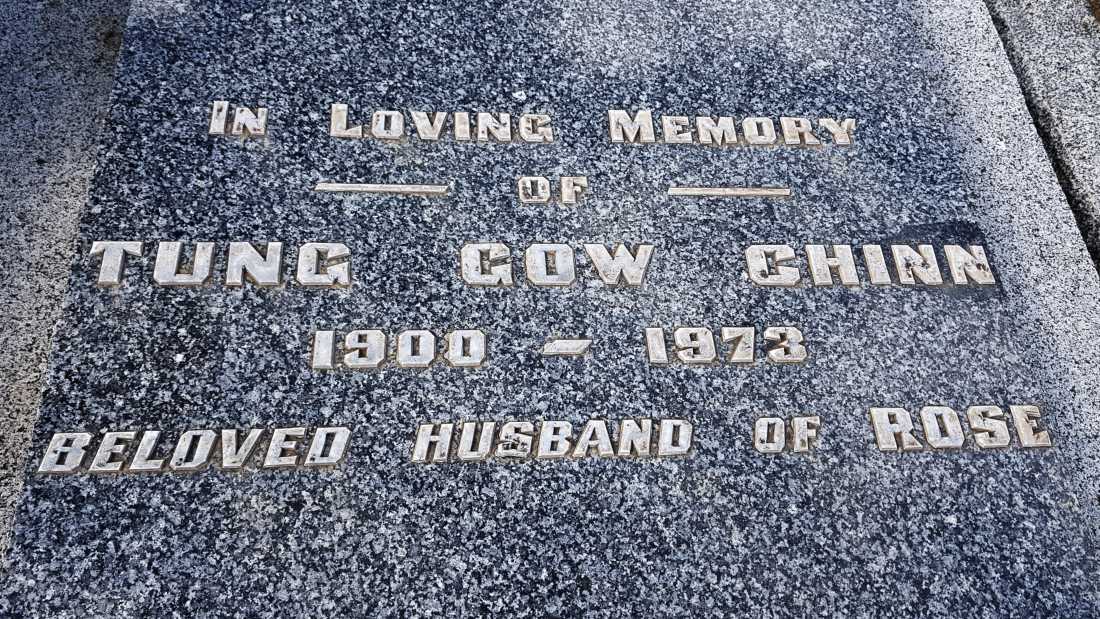 In Loving Memory
— of —
TUNG GOW CHINN
1900 – 1973
Beloved Husband of Rose